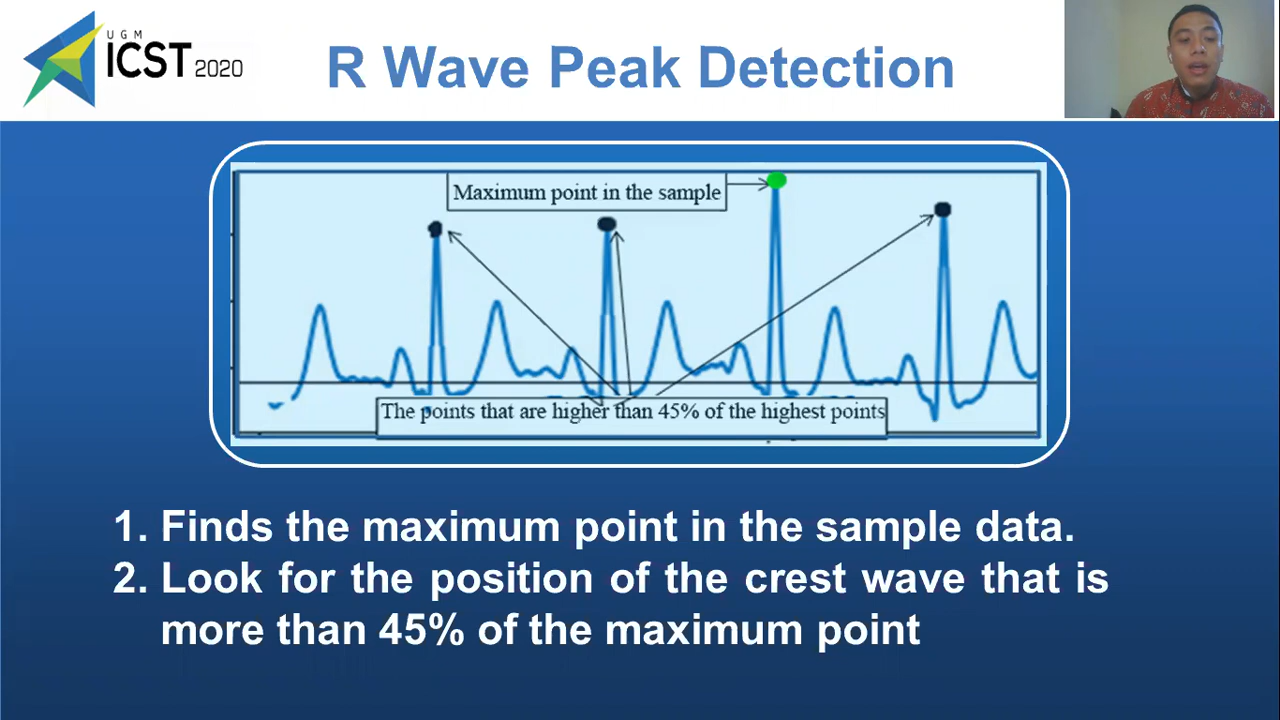 UGM
ICST 2020
R Wave Peak Detection
Maximum point in the sample
The points that are higher than 45% of the highest points
1. Finds the maximum point in the sample data.
2. Look for the position of the crest wave that is
more than 45% of the maximum point